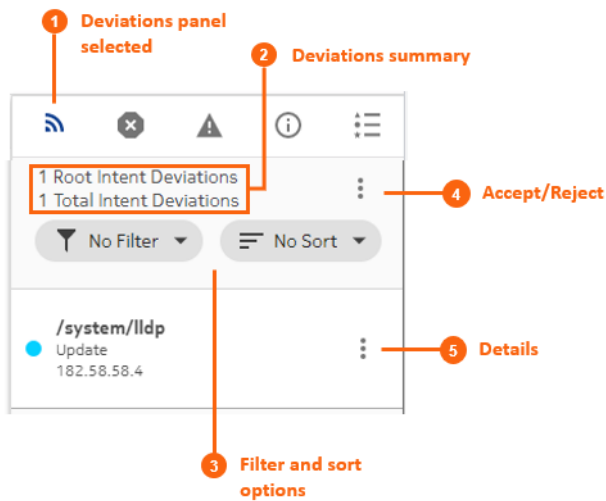 1 Deviations panel
selected
2 Deviations summary
1 Root Intent Deviations
1 Total Intent Deviations
4 Accept/Reject
No Filter
No Sort
/system/lldp
Update
182.58.58.4
5 Details
3 Filter and sort
options